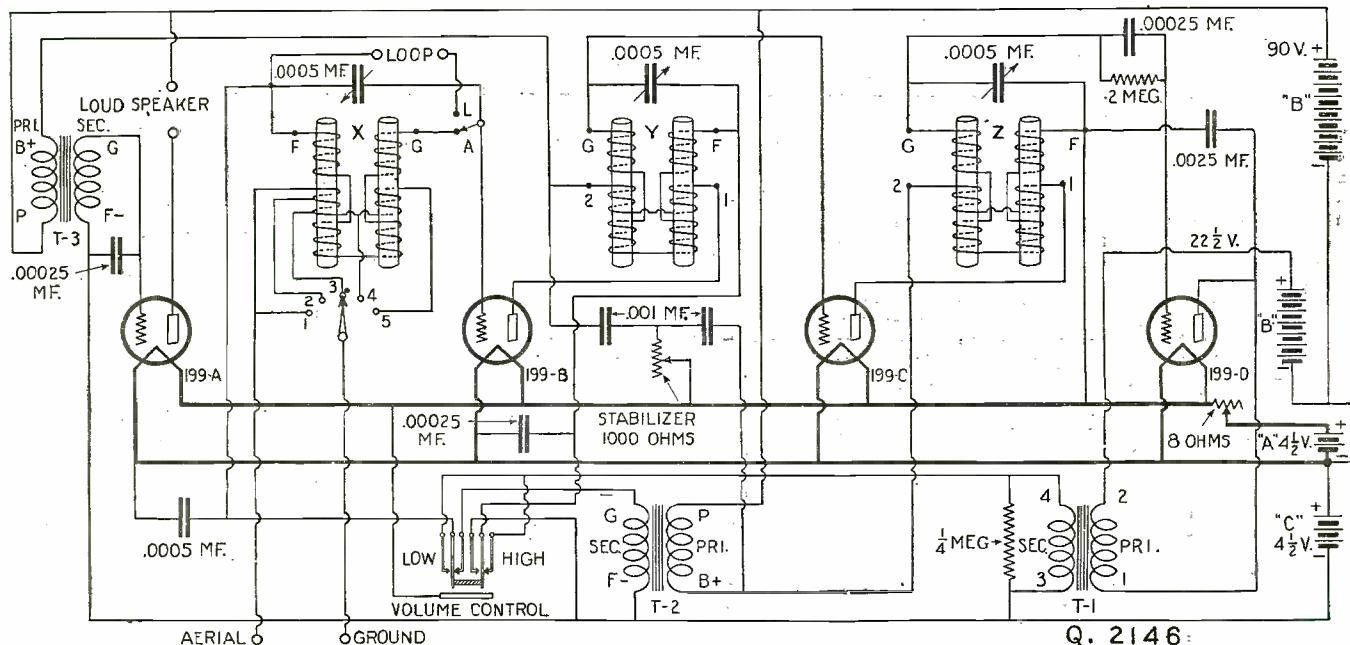 LOUD SPEAKER
PRI.
B+
P
SEC.
G
F-
T-3
.00025
MF.
199-A
LOOP
.0005 MF.
L
A
X
F
G
1
2
3
4
5
.0005 MF.
Y
G
F
2
1
199-B
.001 MF.
STABILIZER
1000 OHMS
.00025
MF.
.0005 MF.
Z
G
F
2
1
199-C
.00025 MF.
.2 MEG.
.0025
MF.
22 1/2 V.
199-D
90 V.
+
"B"
-
+
"B"
-
8 OHMS
"A" 4 1/2 V.
+
-
"C"
4 1/2 V.
+
-
.0005 MF.
LOW
HIGH
VOLUME CONTROL
G
SEC.
F-
P
PRI.
B+
T-2
1/4 MEG
4
SEC.
3
2
PRI.
1
T-1
AERIAL
GROUND
Q. 2146